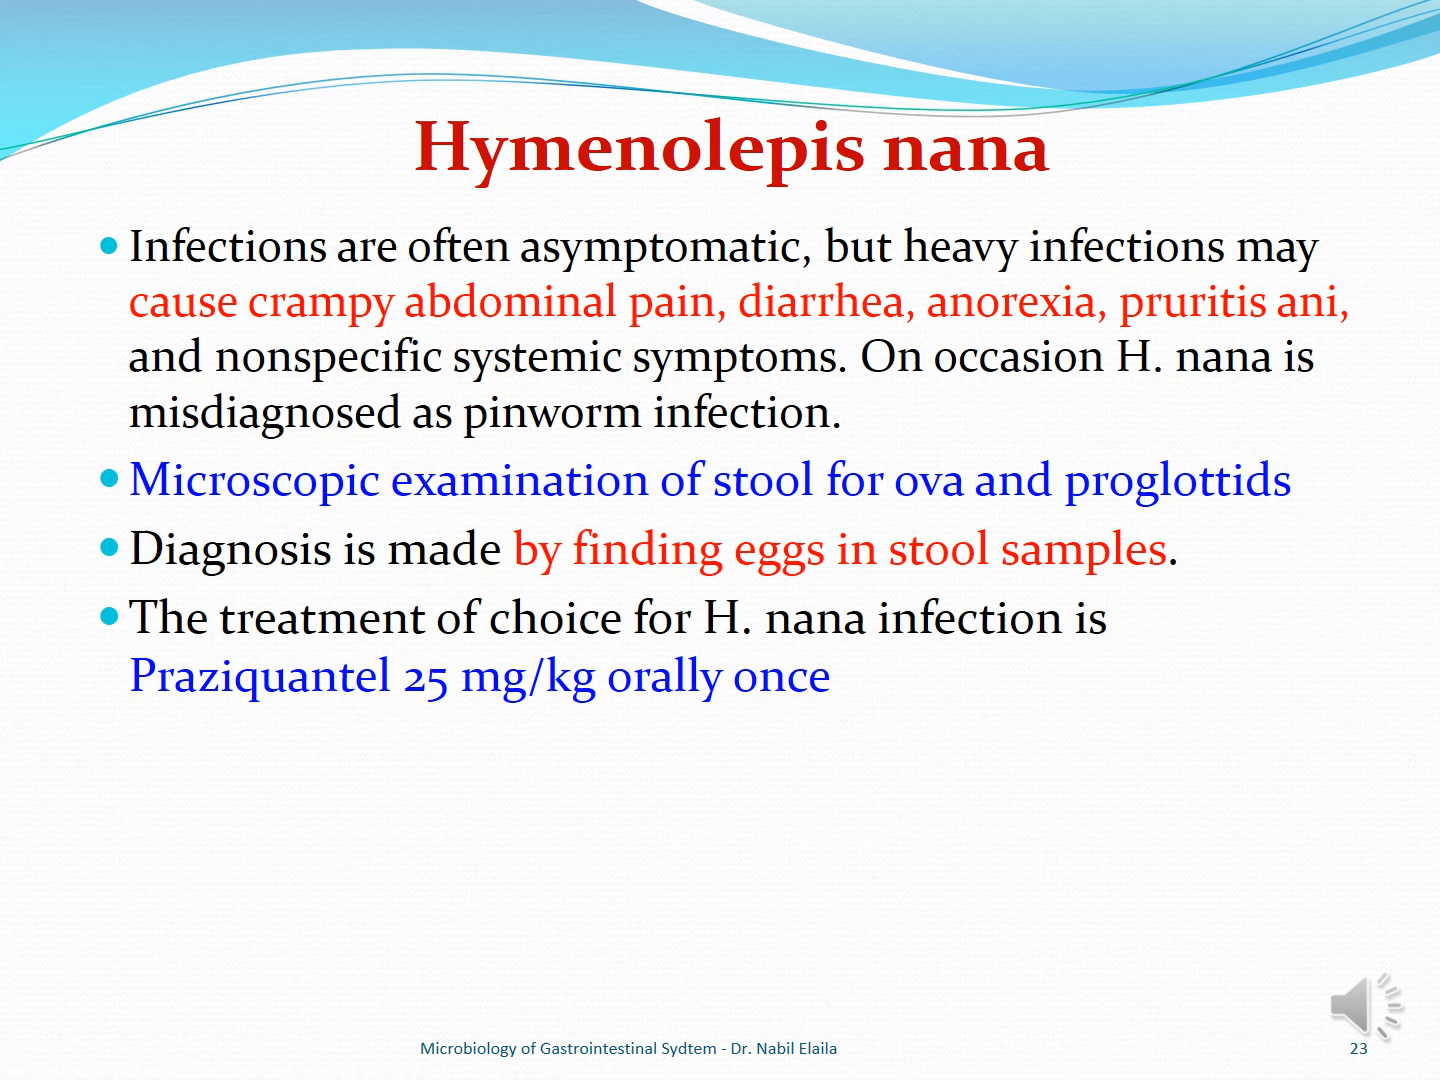 Hymenolepis nana
Infections are often asymptomatic, but heavy infections may
cause crampy abdominal pain, diarrhea, anorexia, pruritis ani,
and nonspecific systemic symptoms. On occasion H. nana is
misdiagnosed as pinworm infection.
Microscopic examination of stool for ova and proglottids
Diagnosis is made by finding eggs in stool samples.
The treatment of choice for H. nana infection is
Praziquantel 25 mg/kg orally once
Microbiology of Gastrointestinal Sydtem - Dr. Nabil Elaila
23